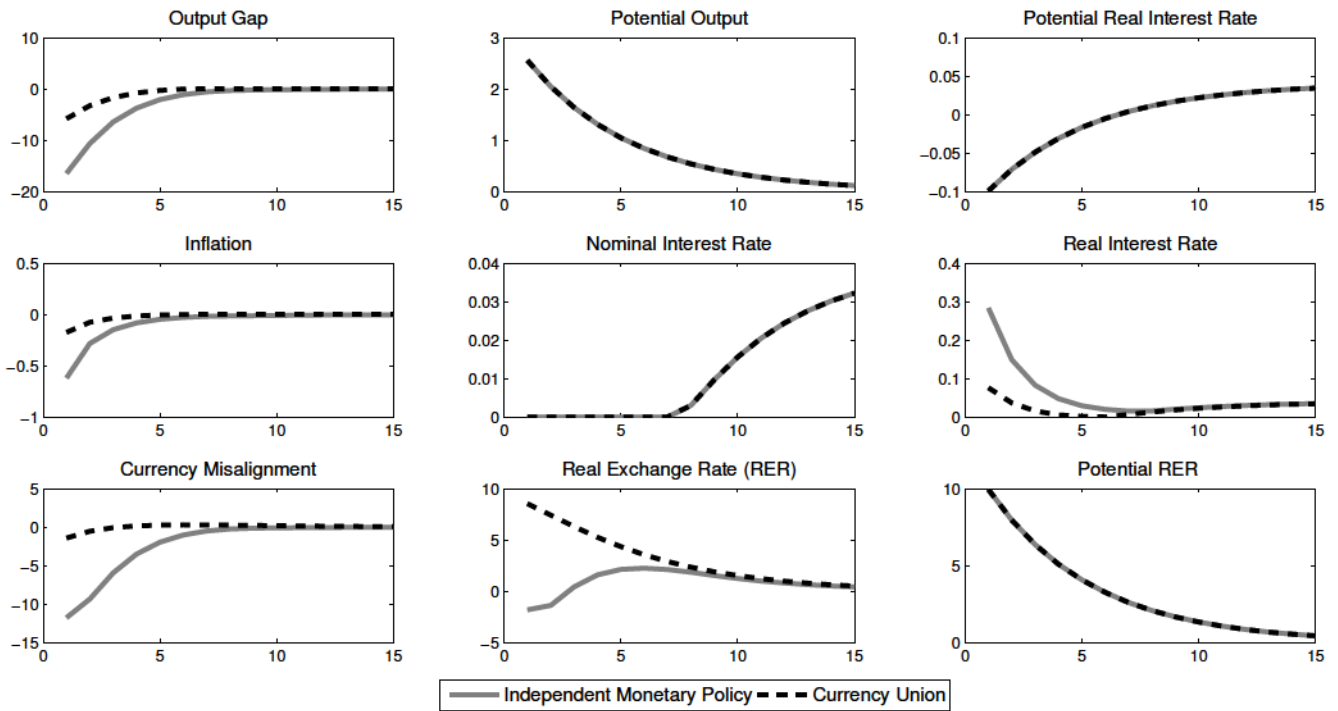 Output Gap
10
0
−10
−20
0 5 10 15
Potential Output
3
2
1
0
0 5 10 15
Potential Real Interest Rate
0.1
0.05
0
−0.05
−0.1
0 5 10 15
Inflation
0.5
0
−0.5
−1
0 5 10 15
Nominal Interest Rate
0.04
0.03
0.02
0.01
0
0 5 10 15
Real Interest Rate
0.4
0.3
0.2
0.1
0
0 5 10 15
Currency Misalignment
5
0
−5
−10
−15
0 5 10 15
Real Exchange Rate (RER)
10
5
0
−5
0 5 10 15
Potential RER
10
5
0
0 5 10 15
Independent Monetary Policy
Currency Union